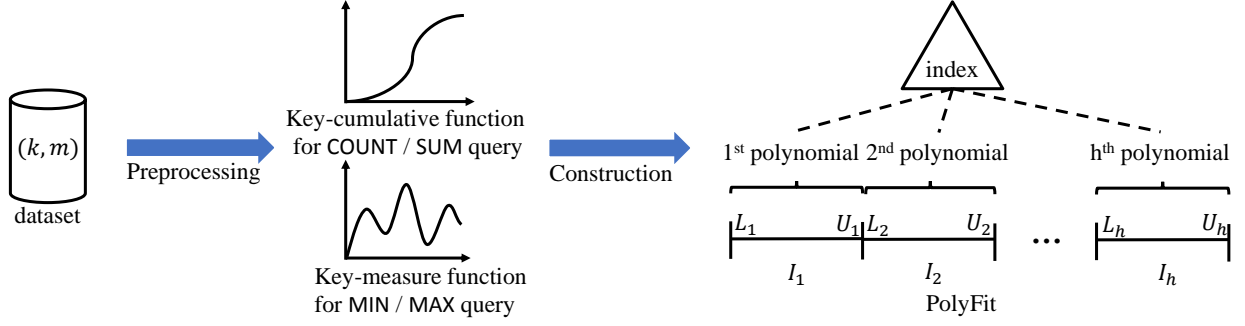 (k, m)
dataset
Preprocessing
Key-cumulative function
for COUNT / SUM query
Key-measure function
for MIN / MAX query
Construction
index
1st polynomial 2nd polynomial hth polynomial
L1 U1 L2 U2 ... Lh Uh
I1 I2 Ih
PolyFit